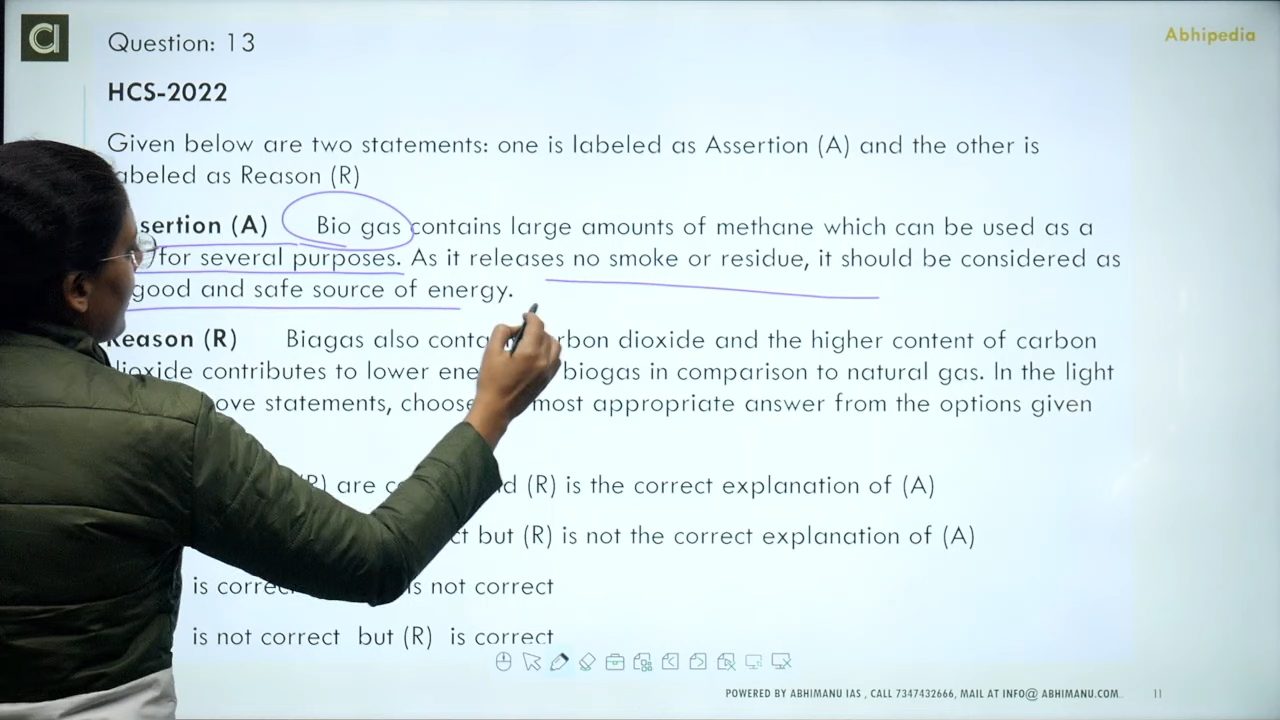 Abhipedia
Question: 13
HCS-2022
Given below are two statements: one is labeled as Assertion (A) and the other is
labeled as Reason (R)
sertion (A) Bio gas contains large amounts of methane which can be used as a
for several purposes. As it releases no smoke or residue, it should be considered as
good and safe source of energy.
Reason (R) Biagas also conta rbon dioxide and the higher content of carbon
dioxide contributes to lower ene biogas in comparison to natural gas. In the light
ove statements, choose most appropriate answer from the options given
are (R) is the correct explanation of (A)
but (R) is not the correct explanation of (A)
is corre is not correct
is not correct but (R) is correct
POWERED BY ABHIMANU IAS , CALL 7347432666, MAIL AT INFO@ ABHIMANU.COM.. 11